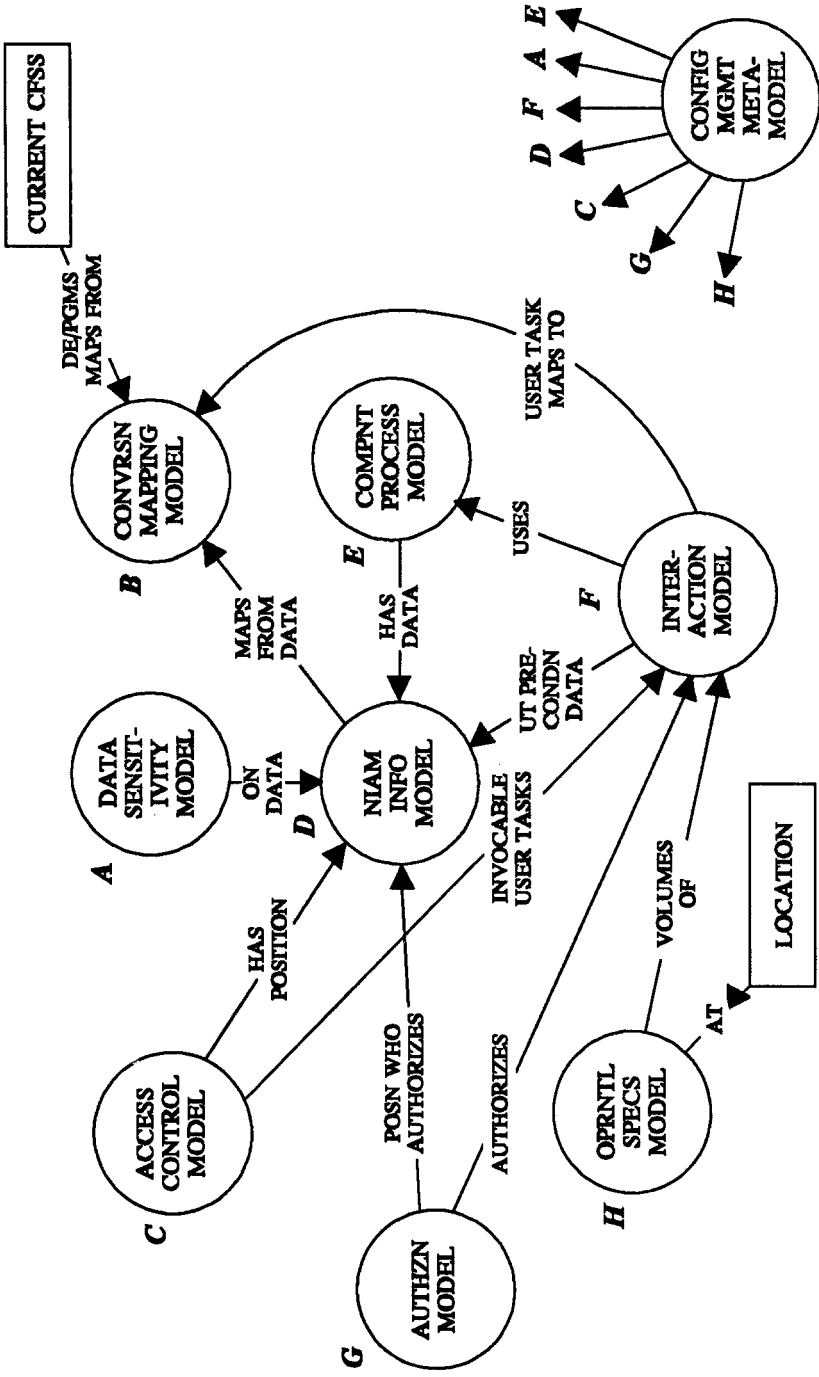 CURRENT CFSS
DE/PGMS
MAPS FROM
B
CONVRSN
MAPPING
MODEL
A
DATA
SENSIT-
IVITY
MODEL
MAPS
FROM
DATA
ON
DATA
C
ACCESS
CONTROL
MODEL
HAS
POSITION
D
NIAM
INFO
MODEL
HAS
DATA
E
COMPNT
PROCESS
MODEL
USER TASK
MAPS TO
USES
UT PRE-
CONDN
DATA
INVOCABLE
USER TASKS
G
AUTHZN
MODEL
POSN WHO
AUTHORIZES
AUTHORIZES
F
INTER-
ACTION
MODEL
H
OPRNTL
SPECS
MODEL
VOLUMES
OF
AT
LOCATION
H
G
C
D
F
A
E
CONFIG
MGMT
META-
MODEL